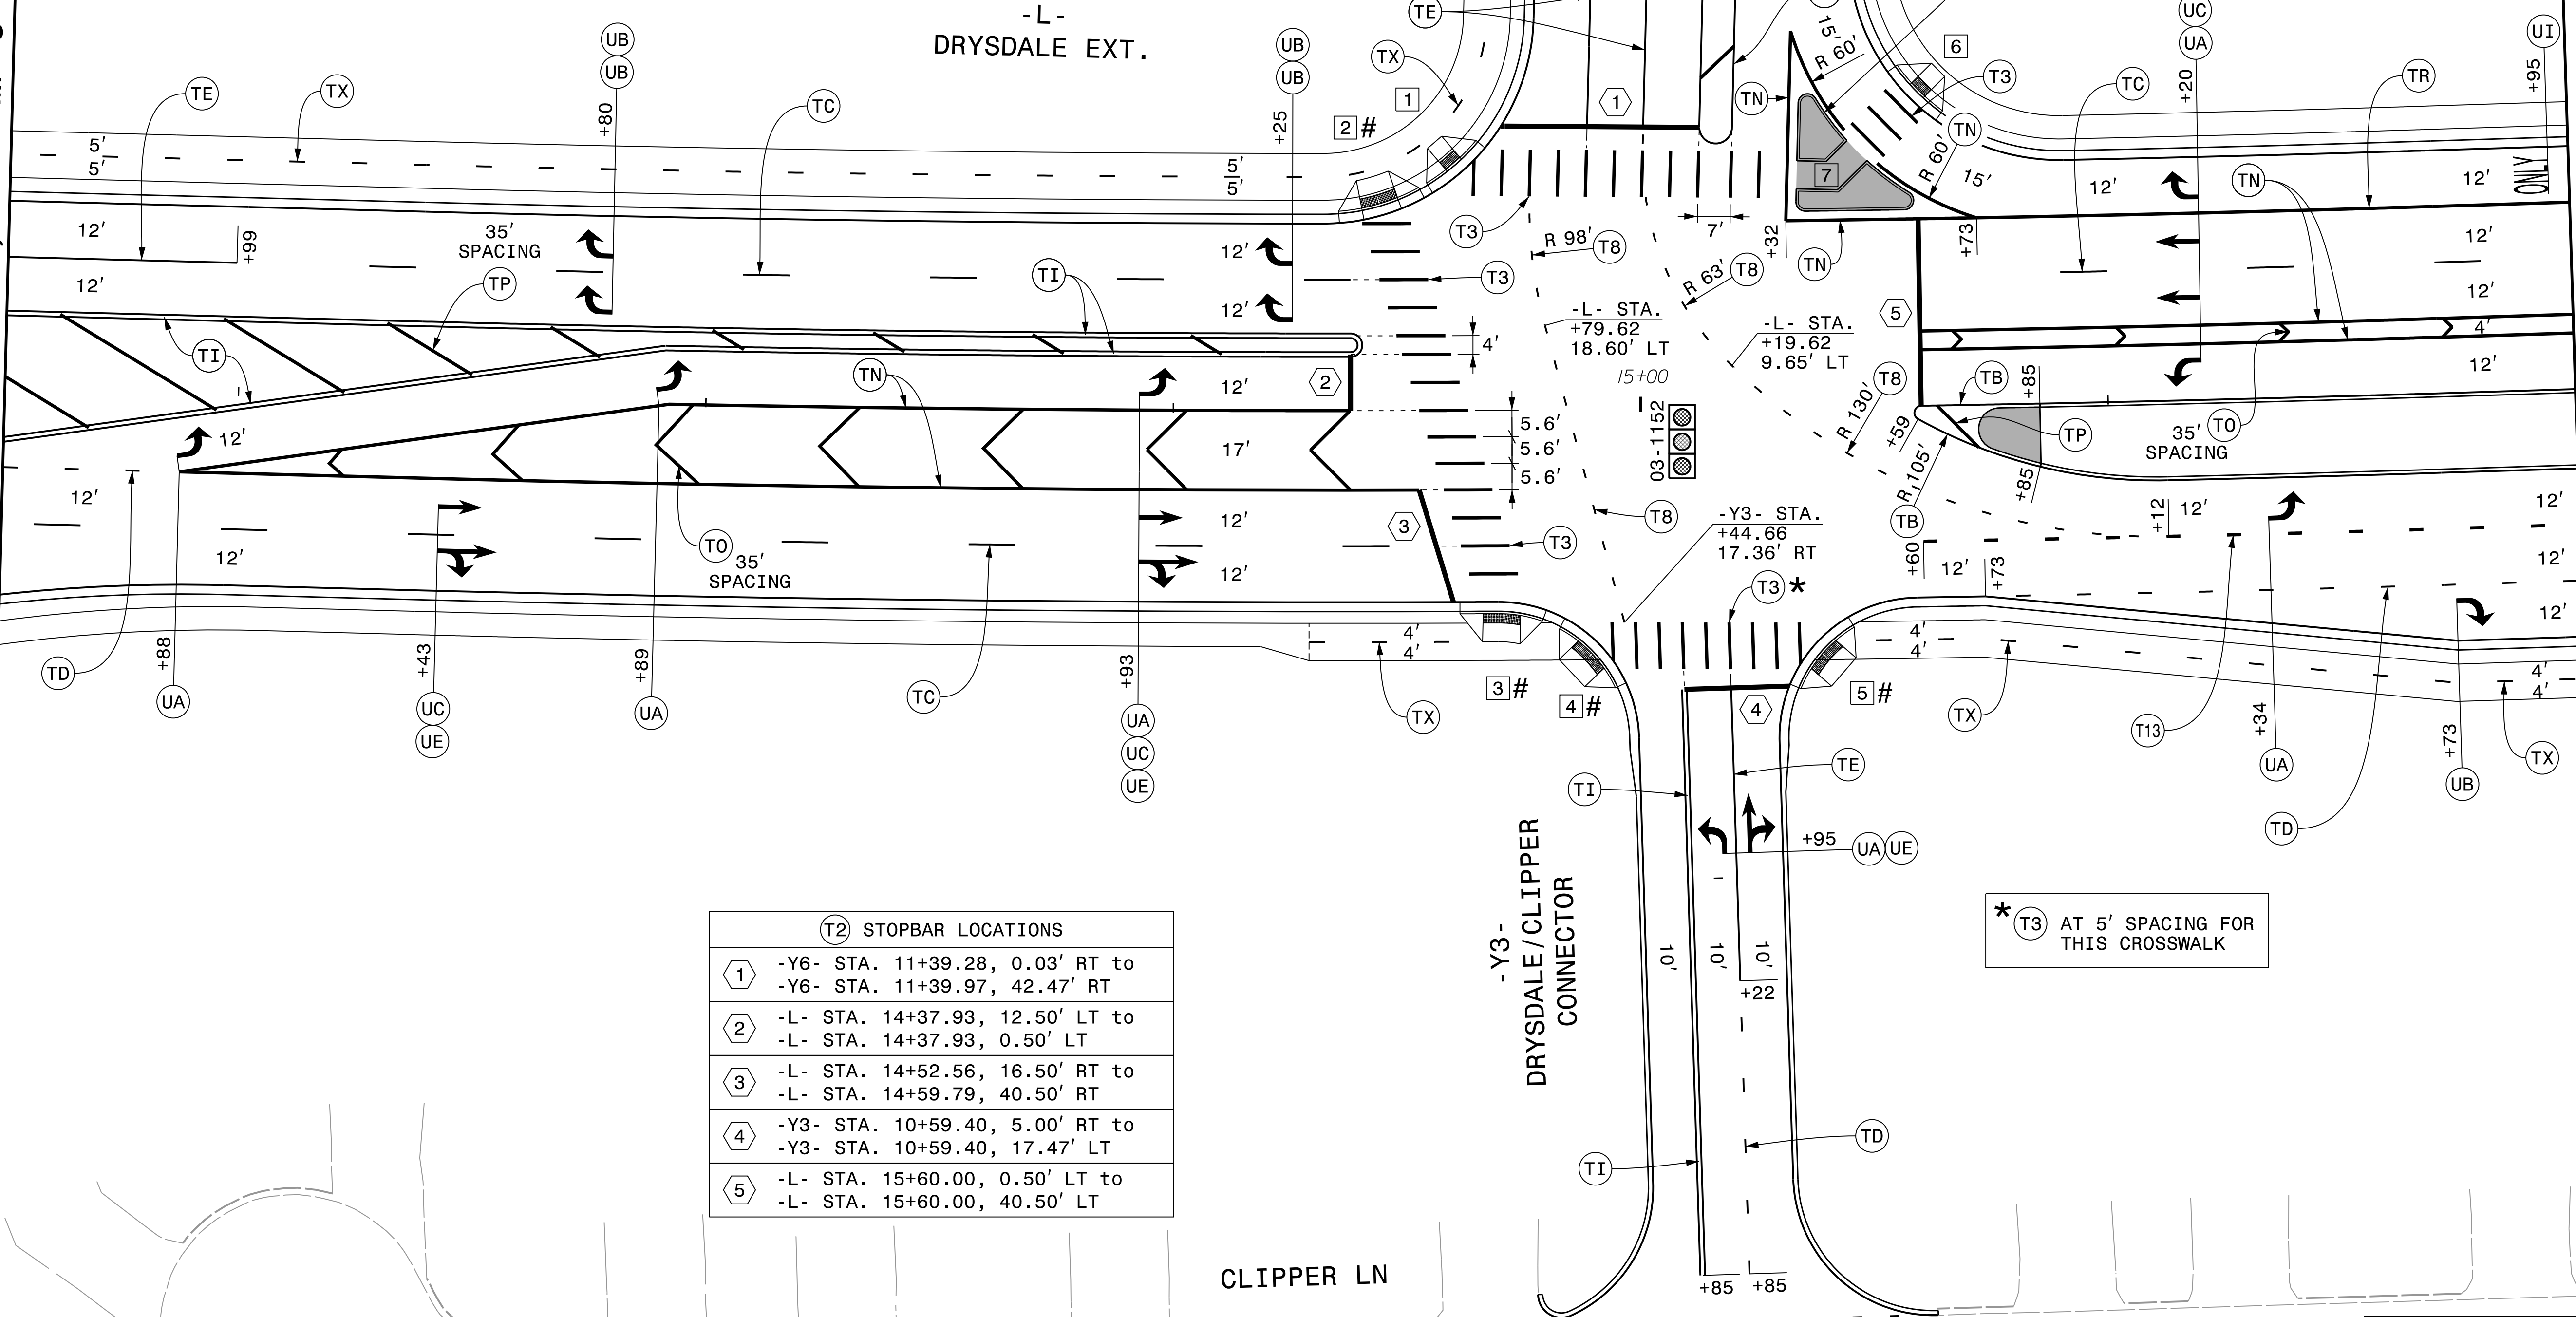 -L-
DRYSDALE EXT.
UB
UB
+80
UB
UB
+25
TE
TX
TC
TX
TE
1
2 #
1
15'
R 60'
6
T3
TN
TN
R 60'
15'
7
UC
UA
+20
TC
TR
UI
+95
ONLY
12'
12'
TN
5'
5'
5'
5'
12'
+99
35'
SPACING
12'
TP
TI
12'
12'
T3
R 98'
T8
7'
+32
TN
+73
12'
12'
T3
R 63'
T8
-L- STA.
+79.62
18.60' LT
-L- STA.
+19.62
9.65' LT
15+00
5
4'
4'
12'
TI
TN
12'
2
03-1152
R 130'
T8
+59
TB
+85
TP
35'
SPACING
TO
12'
17'
5.6'
5.6'
5.6'
+85
R 105'
TB
12'
12'
12'
12'
TO
35'
SPACING
12'
12'
3
T3
T8
-Y3- STA.
+44.66
17.36' RT
T3 *
+60
12'
+73
+12
12'
12'
12'
TD
+88
UA
+43
UC
UE
+89
UA
TC
+93
UA
UC
UE
4'
4'
TX
3 #
4 #
4
5 #
4'
4'
TX
T13
+34
UA
TD
+73
UB
4'
4'
TX
TI
TE
+95
UA UE
-Y3-
DRYSDALE/CLIPPER
CONNECTOR
10'
10'
10'
+22
* T3 AT 5' SPACING FOR
THIS CROSSWALK
T2 STOPBAR LOCATIONS
1 -Y6- STA. 11+39.28, 0.03' RT to
-Y6- STA. 11+39.97, 42.47' RT
2 -L- STA. 14+37.93, 12.50' LT to
-L- STA. 14+37.93, 0.50' LT
3 -L- STA. 14+52.56, 16.50' RT to
-L- STA. 14+59.79, 40.50' RT
4 -Y3- STA. 10+59.40, 5.00' RT to
-Y3- STA. 10+59.40, 17.47' LT
5 -L- STA. 15+60.00, 0.50' LT to
-L- STA. 15+60.00, 40.50' LT
TI
TD
+85
+85
CLIPPER LN